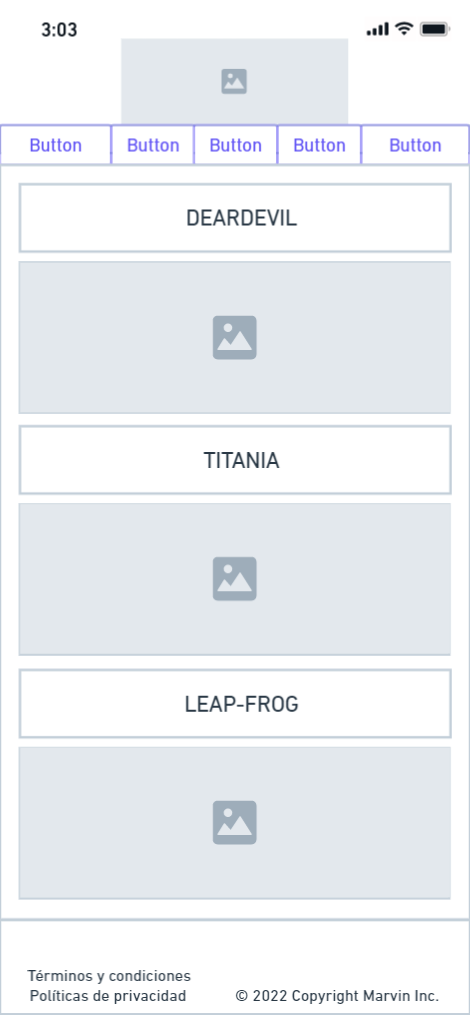 3:03
Button Button Button Button Button
DEARDEVIL
TITANIA
LEAP-FROG
Términos y condiciones
Políticas de privacidad © 2022 Copyright Marvin Inc.